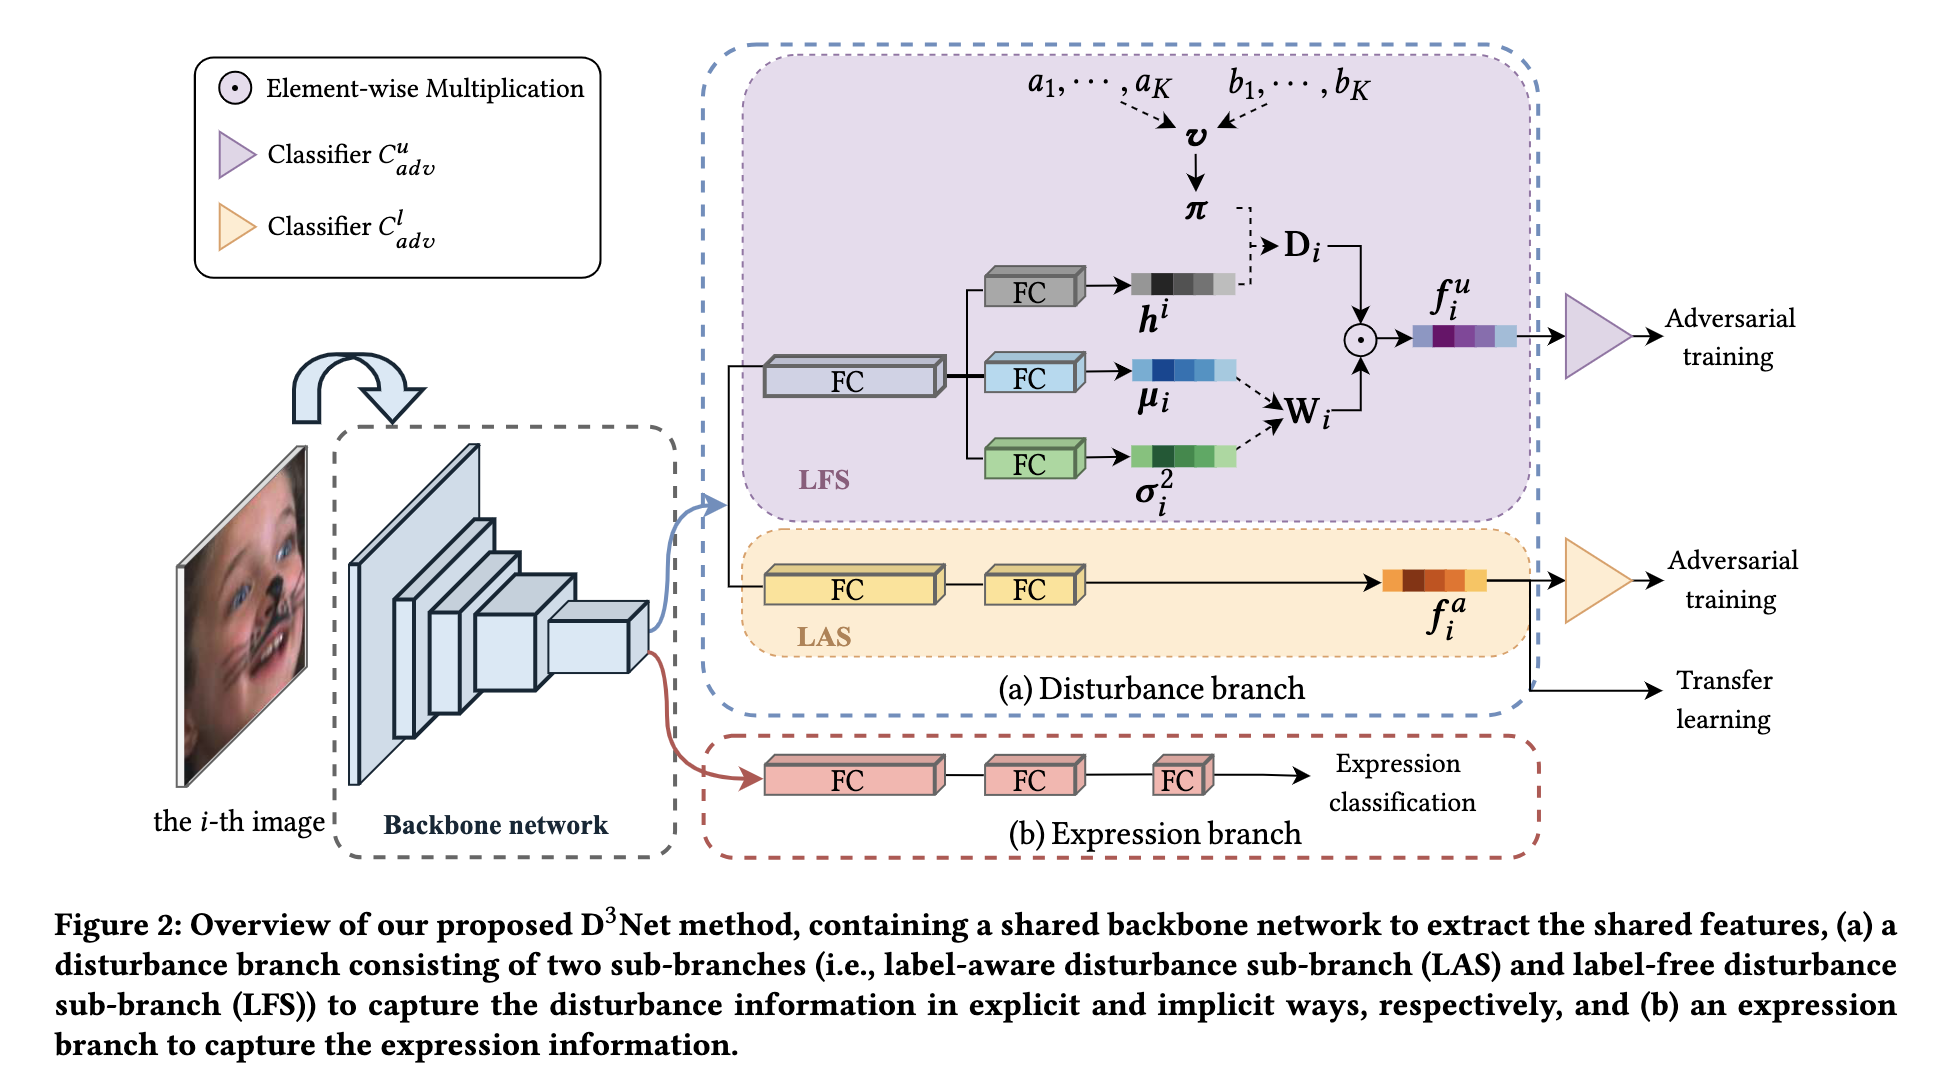 Element-wise Multiplication
Classifier $C^u_{adv}$
Classifier $C^l_{adv}$
$a_1, \cdots, a_K$ $b_1, \cdots, b_K$
$\boldsymbol{v}$
$\boldsymbol{\pi}$
$\mathbf{D}_i$
FC
$\boldsymbol{h}^i$
FC
FC
$\boldsymbol{\mu}_i$
$\mathbf{W}_i$
$\boldsymbol{f}_i^u$
Adversarial
training
FC
$\boldsymbol{\sigma}_i^2$
LFS
FC
FC
$\boldsymbol{f}_i^a$
LAS
Adversarial
training
(a) Disturbance branch
Transfer
learning
FC
FC
FC
Expression
classification
(b) Expression branch
the $i$-th image
Backbone network
Figure 2: Overview of our proposed D³Net method, containing a shared backbone network to extract the shared features, (a) a
disturbance branch consisting of two sub-branches (i.e., label-aware disturbance sub-branch (LAS) and label-free disturbance
sub-branch (LFS)) to capture the disturbance information in explicit and implicit ways, respectively, and (b) an expression
branch to capture the expression information.